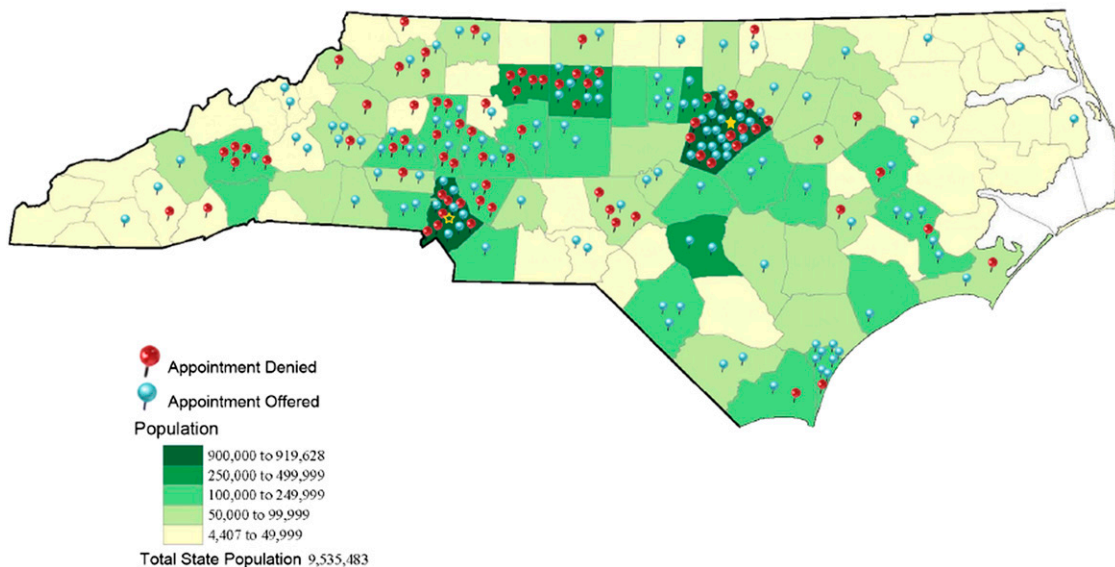 Appointment Denied
Appointment Offered
Population
900,000 to 919,628
250,000 to 499,999
100,000 to 249,999
50,000 to 99,999
4,407 to 49,999
Total State Population 9,535,483